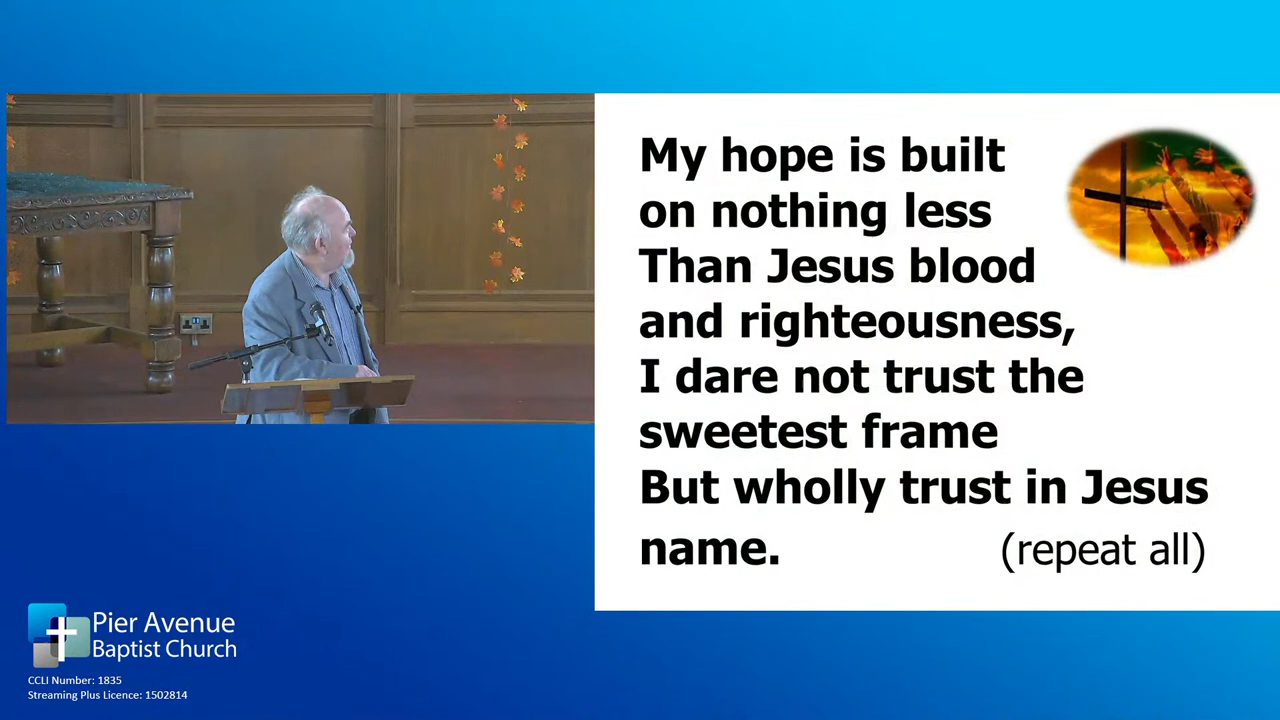 My hope is built
on nothing less
Than Jesus blood
and righteousness,
I dare not trust the
sweetest frame
But wholly trust in Jesus
name. (repeat all)
Pier Avenue
Baptist Church
CCLI Number: 1835
Streaming Plus Licence: 1502814